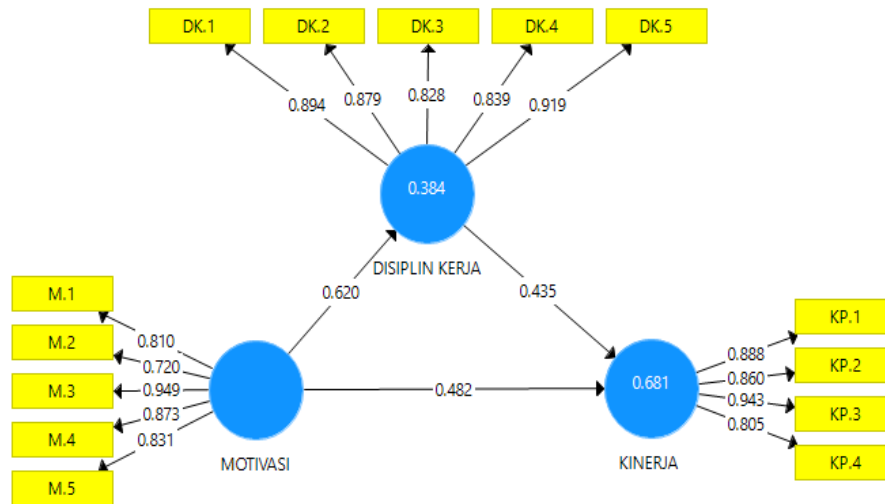 DK.1
DK.2
DK.3
DK.4
DK.5
0.894
0.879
0.828
0.839
0.919
0.384
DISIPLIN KERJA
0.620
0.435
M.1
M.2
M.3
M.4
M.5
0.810
0.720
0.949
0.873
0.831
MOTIVASI
0.482
0.681
KINERJA
0.888
0.860
0.943
0.805
KP.1
KP.2
KP.3
KP.4